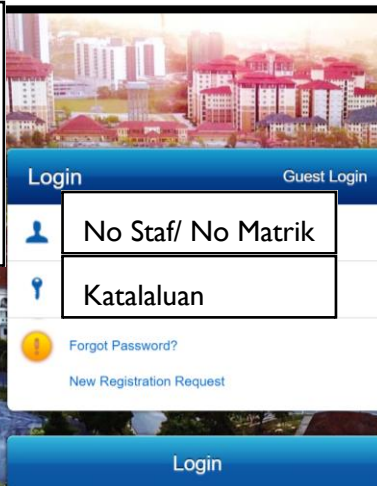 Login
Guest Login
No Staf/ No Matrik
Katalaluan
Forgot Password?
New Registration Request
Login